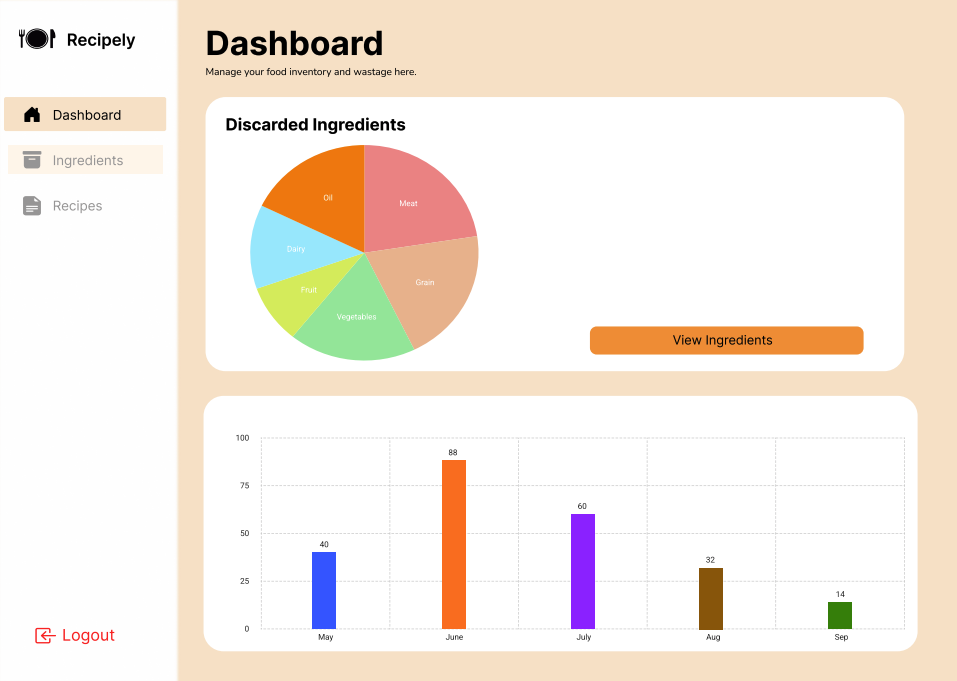 Recipely
Dashboard
Ingredients
Recipes
Logout
Dashboard
Manage your food inventory and wastage here.
Discarded Ingredients
Oil
Meat
Dairy
Grain
Fruit
Vegetables
View Ingredients
100
75
50
25
0
40
88
60
32
14
May
June
July
Aug
Sep